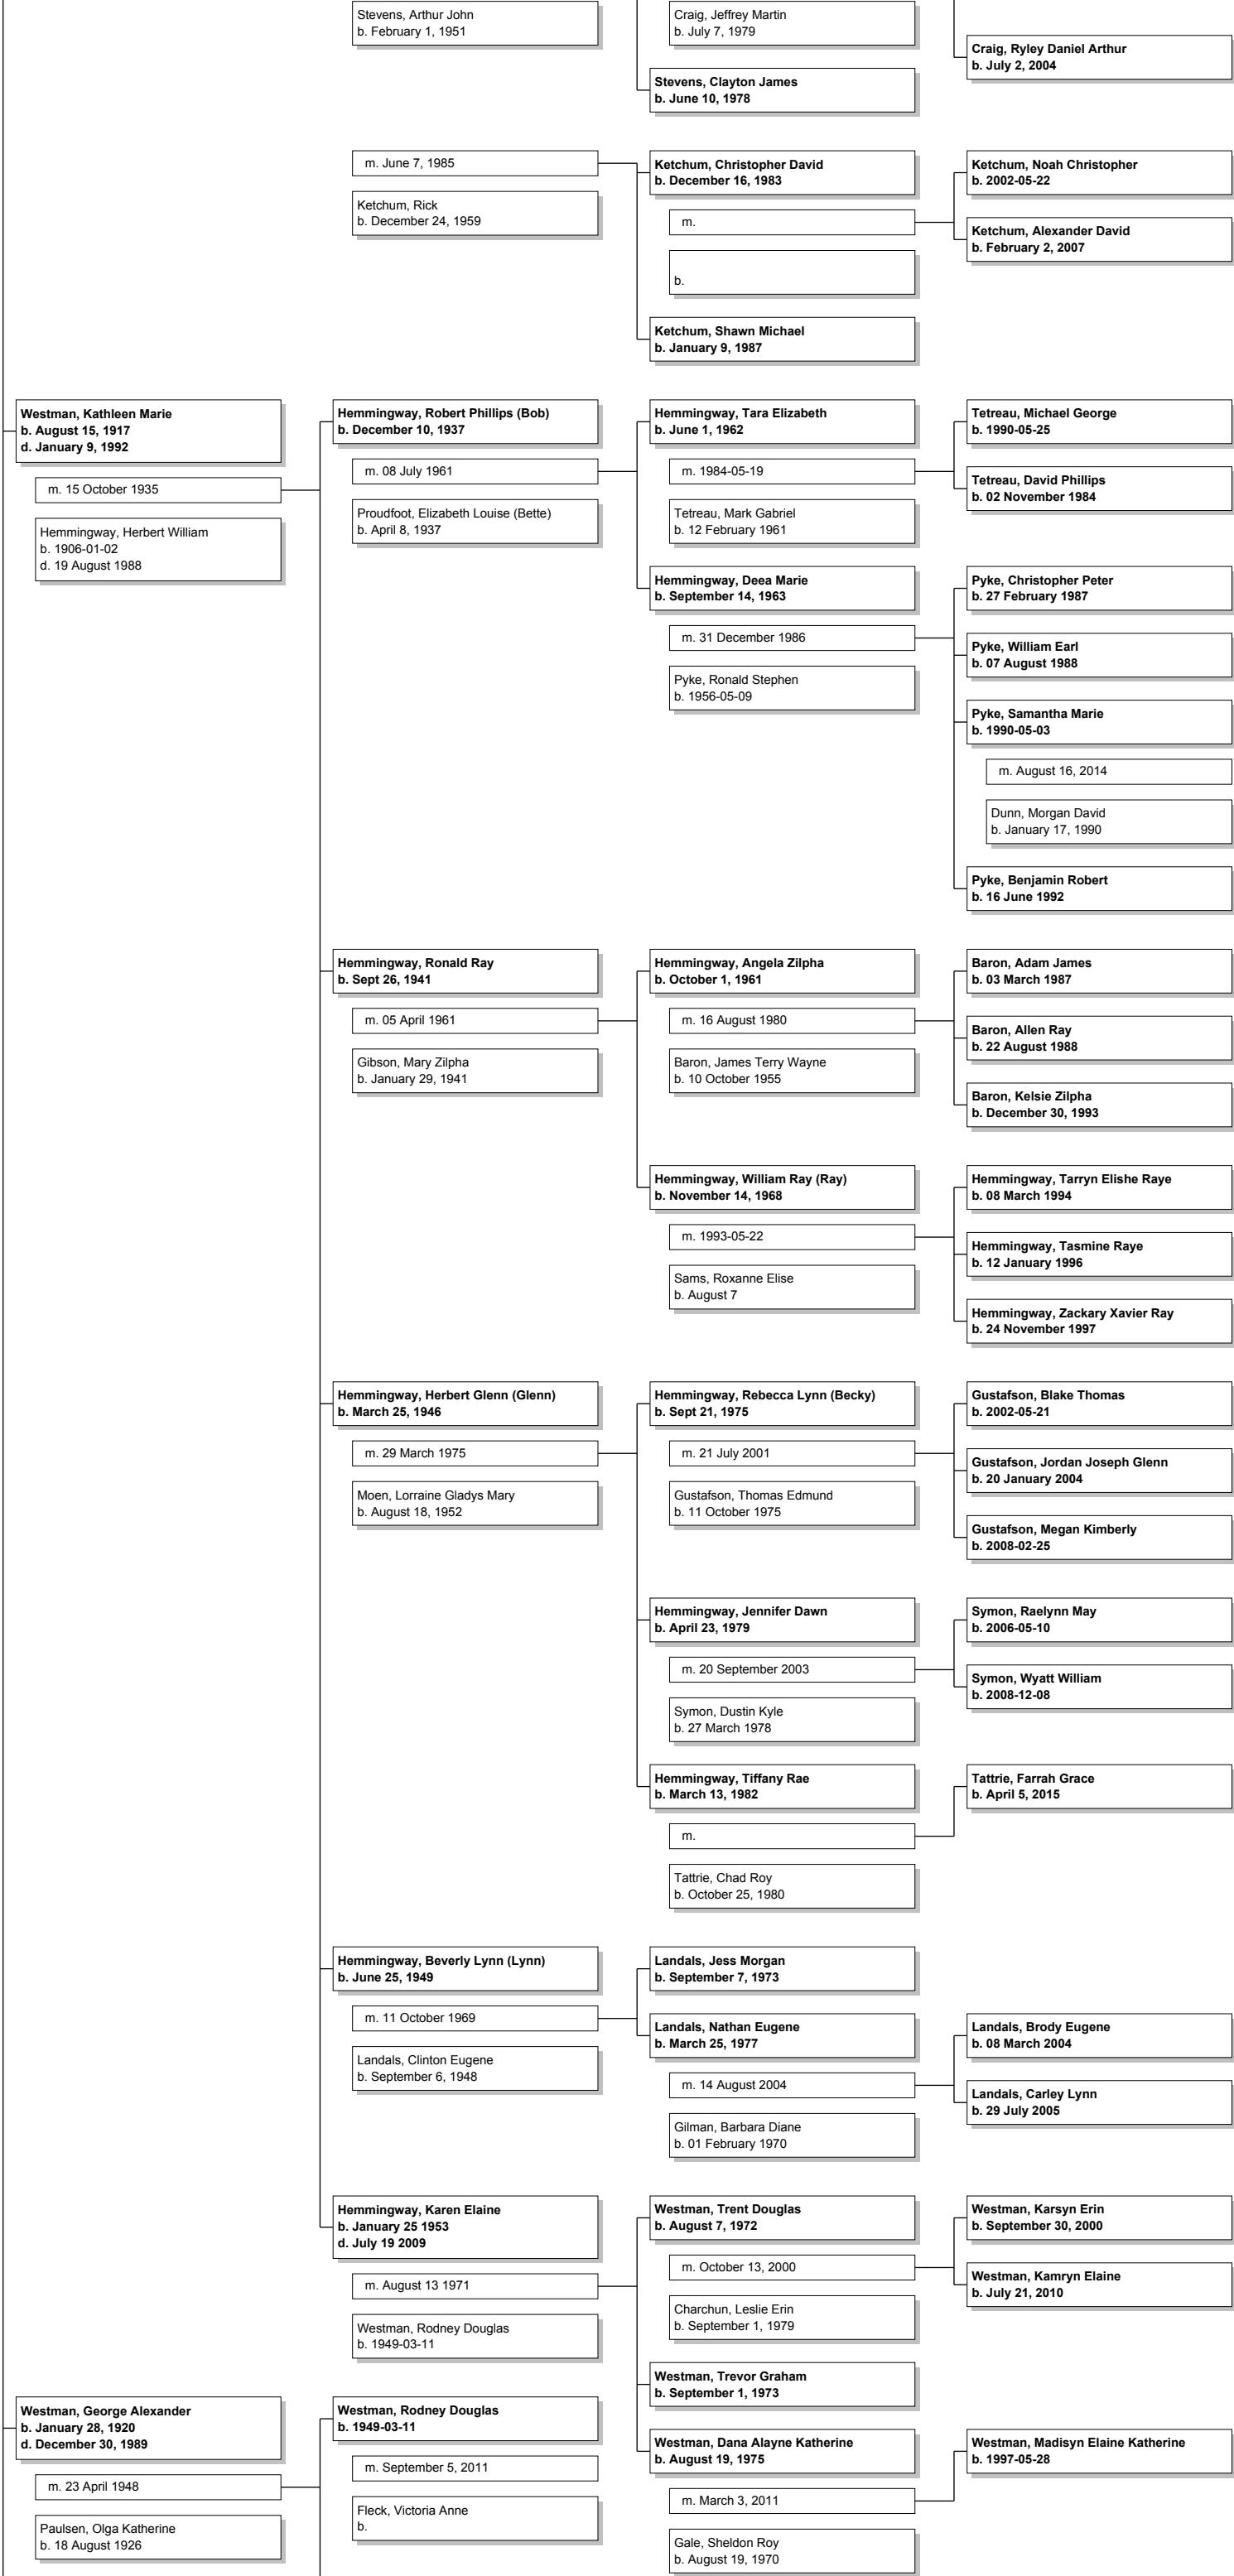 Stevens, Arthur John
b. February 1, 1951
Craig, Jeffrey Martin
b. July 7, 1979
Craig, Ryley Daniel Arthur
b. July 2, 2004
Stevens, Clayton James
b. June 10, 1978
m. June 7, 1985
Ketchum, Rick
b. December 24, 1959
Ketchum, Christopher David
b. December 16, 1983
m.
b.
Ketchum, Noah Christopher
b. 2002-05-22
Ketchum, Alexander David
b. February 2, 2007
Ketchum, Shawn Michael
b. January 9, 1987
Westman, Kathleen Marie
b. August 15, 1917
d. January 9, 1992
m. 15 October 1935
Hemmingway, Herbert William
b. 1906-01-02
d. 19 August 1988
Hemmingway, Robert Phillips (Bob)
b. December 10, 1937
m. 08 July 1961
Proudfoot, Elizabeth Louise (Bette)
b. April 8, 1937
Hemmingway, Tara Elizabeth
b. June 1, 1962
m. 1984-05-19
Tetreau, Mark Gabriel
b. 12 February 1961
Tetreau, Michael George
b. 1990-05-25
Tetreau, David Phillips
b. 02 November 1984
Hemmingway, Deea Marie
b. September 14, 1963
m. 31 December 1986
Pyke, Ronald Stephen
b. 1956-05-09
Pyke, Christopher Peter
b. 27 February 1987
Pyke, William Earl
b. 07 August 1988
Pyke, Samantha Marie
b. 1990-05-03
m. August 16, 2014
Dunn, Morgan David
b. January 17, 1990
Pyke, Benjamin Robert
b. 16 June 1992
Hemmingway, Ronald Ray
b. Sept 26, 1941
m. 05 April 1961
Gibson, Mary Zilpha
b. January 29, 1941
Hemmingway, Angela Zilpha
b. October 1, 1961
m. 16 August 1980
Baron, James Terry Wayne
b. 10 October 1955
Baron, Adam James
b. 03 March 1987
Baron, Allen Ray
b. 22 August 1988
Baron, Kelsie Zilpha
b. December 30, 1993
Hemmingway, William Ray (Ray)
b. November 14, 1968
m. 1993-05-22
Sams, Roxanne Elise
b. August 7
Hemmingway, Tarryn Elishe Raye
b. 08 March 1994
Hemmingway, Tasmine Raye
b. 12 January 1996
Hemmingway, Zackary Xavier Ray
b. 24 November 1997
Hemmingway, Herbert Glenn (Glenn)
b. March 25, 1946
m. 29 March 1975
Moen, Lorraine Gladys Mary
b. August 18, 1952
Hemmingway, Rebecca Lynn (Becky)
b. Sept 21, 1975
m. 21 July 2001
Gustafson, Thomas Edmund
b. 11 October 1975
Gustafson, Blake Thomas
b. 2002-05-21
Gustafson, Jordan Joseph Glenn
b. 20 January 2004
Gustafson, Megan Kimberly
b. 2008-02-25
Hemmingway, Jennifer Dawn
b. April 23, 1979
m. 20 September 2003
Symon, Dustin Kyle
b. 27 March 1978
Symon, Raelynn May
b. 2006-05-10
Symon, Wyatt William
b. 2008-12-08
Hemmingway, Tiffany Rae
b. March 13, 1982
m.
Tattrie, Chad Roy
b. October 25, 1980
Tattrie, Farrah Grace
b. April 5, 2015
Hemmingway, Beverly Lynn (Lynn)
b. June 25, 1949
m. 11 October 1969
Landals, Clinton Eugene
b. September 6, 1948
Landals, Jess Morgan
b. September 7, 1973
Landals, Nathan Eugene
b. March 25, 1977
m. 14 August 2004
Gilman, Barbara Diane
b. 01 February 1970
Landals, Brody Eugene
b. 08 March 2004
Landals, Carley Lynn
b. 29 July 2005
Hemmingway, Karen Elaine
b. January 25 1953
d. July 19 2009
m. August 13 1971
Westman, Rodney Douglas
b. 1949-03-11
Westman, Trent Douglas
b. August 7, 1972
m. October 13, 2000
Charchun, Leslie Erin
b. September 1, 1979
Westman, Karsyn Erin
b. September 30, 2000
Westman, Kamryn Elaine
b. July 21, 2010
Westman, Trevor Graham
b. September 1, 1973
Westman, George Alexander
b. January 28, 1920
d. December 30, 1989
m. 23 April 1948
Paulsen, Olga Katherine
b. 18 August 1926
Westman, Rodney Douglas
b. 1949-03-11
m. September 5, 2011
Fleck, Victoria Anne
b.
Westman, Dana Alayne Katherine
b. August 19, 1975
m. March 3, 2011
Gale, Sheldon Roy
b. August 19, 1970
Westman, Madisyn Elaine Katherine
b. 1997-05-28